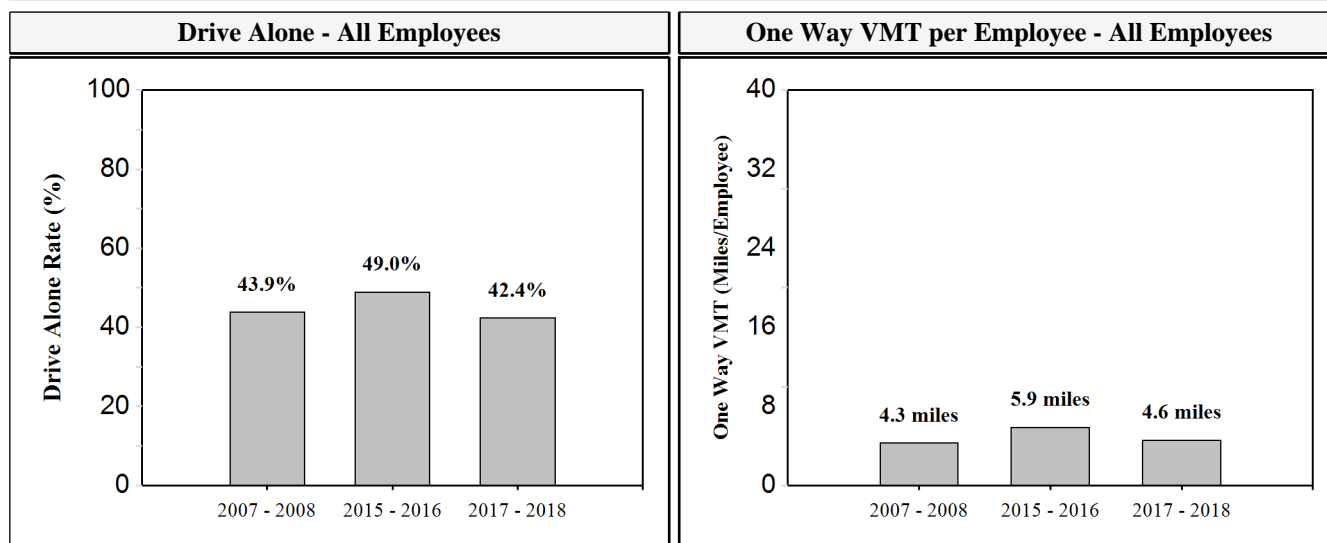 Drive Alone - All Employees
One Way VMT per Employee - All Employees
Drive Alone Rate (%)
100
80
60
40
20
0
43.9%
49.0%
42.4%
2007 - 2008
2015 - 2016
2017 - 2018
One Way VMT (Miles/Employee)
40
32
24
16
8
0
4.3 miles
5.9 miles
4.6 miles
2007 - 2008
2015 - 2016
2017 - 2018